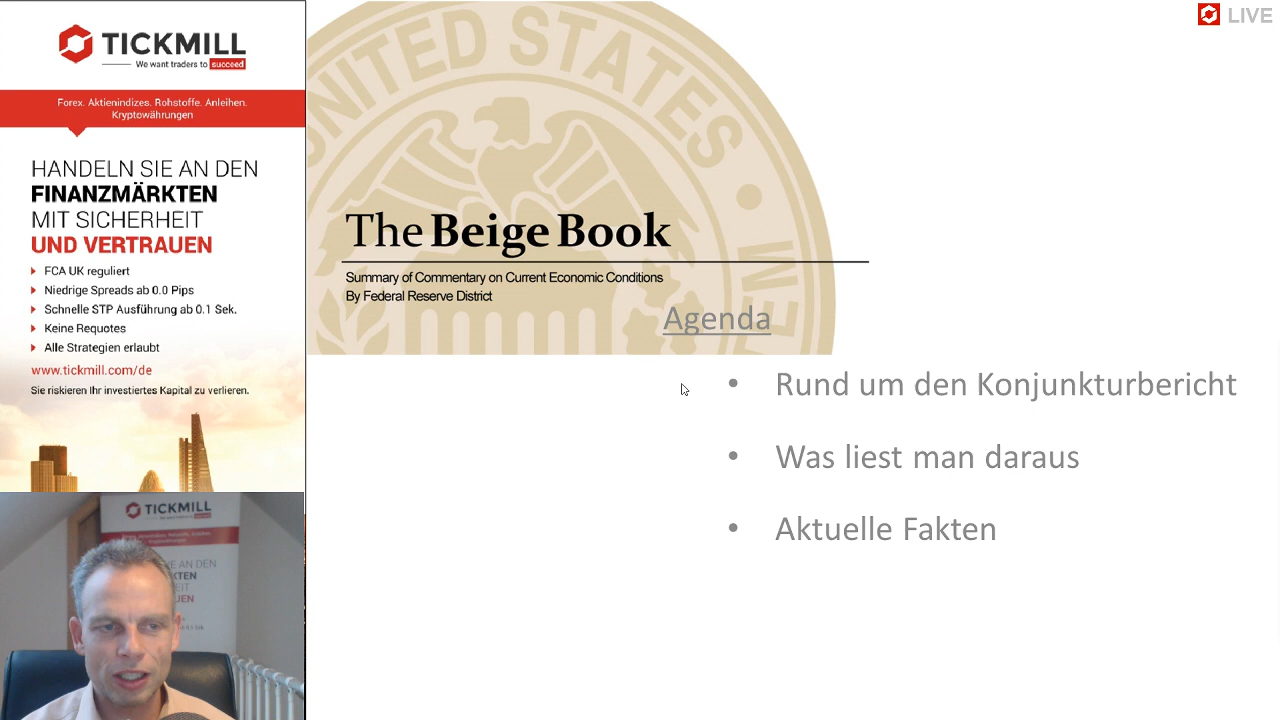 TICKMILL
We want traders to succeed
Forex. Aktienindizes. Rohstoffe. Anleihen.
Kryptowährungen
HANDELN SIE AN DEN
FINANZMÄRKTEN
MIT SICHERHEIT
UND VERTRAUEN
FCA UK reguliert
Niedrige Spreads ab 0.0 Pips
Schnelle STP Ausführung ab 0.1 Sek.
Keine Requotes
Alle Strategien erlaubt
www.tickmill.com/de
Sie riskieren Ihr investiertes Kapital zu verlieren.
TICKMILL
LIVE
UNITED STATES
The Beige Book
Summary of Commentary on Current Economic Conditions
By Federal Reserve District
Agenda
• Rund um den Konjunkturbericht
• Was liest man daraus
• Aktuelle Fakten